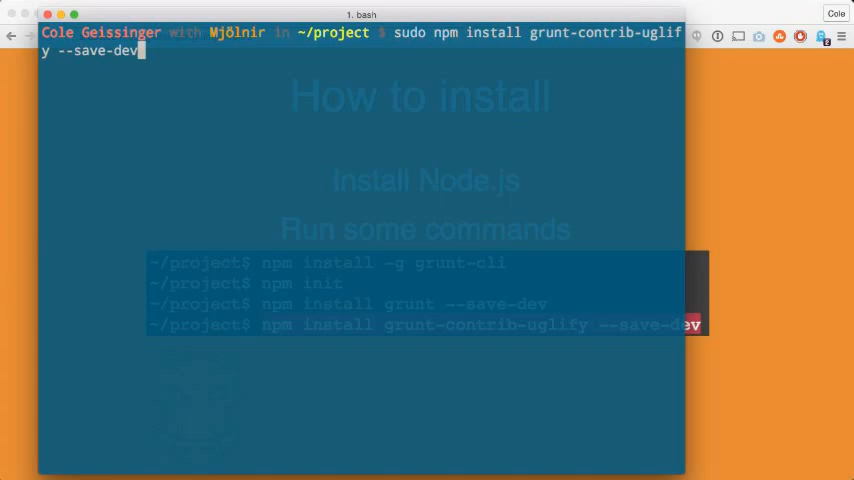 1. bash
Cole
Cole Geissinger with Mjölnir in ~/project $ sudo npm install grunt-contrib-uglif
y --save-dev
How to install
Install Node.js
Run some commands
~/project$ npm install -g grunt-cli
~/project$ npm init
~/project$ npm install grunt --save-dev
~/project$ npm install grunt-contrib-uglify --save-dev